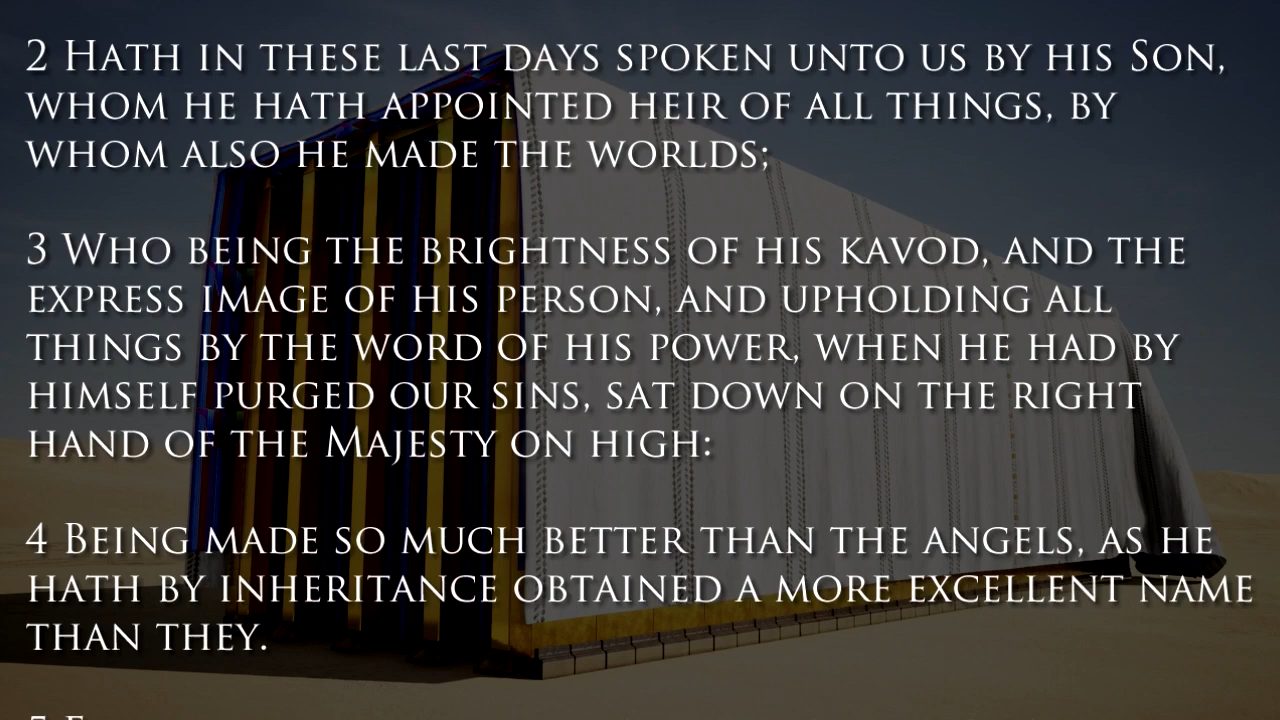 2 Hath in these last days spoken unto us by his Son,
whom he hath appointed heir of all things, by
whom also he made the worlds;
3 Who being the brightness of his kavod, and the
express image of his person, and upholding all
things by the word of his power, when he had by
himself purged our sins, sat down on the right
hand of the Majesty on high:
4 Being made so much better than the angels, as he
hath by inheritance obtained a more excellent name
than they.